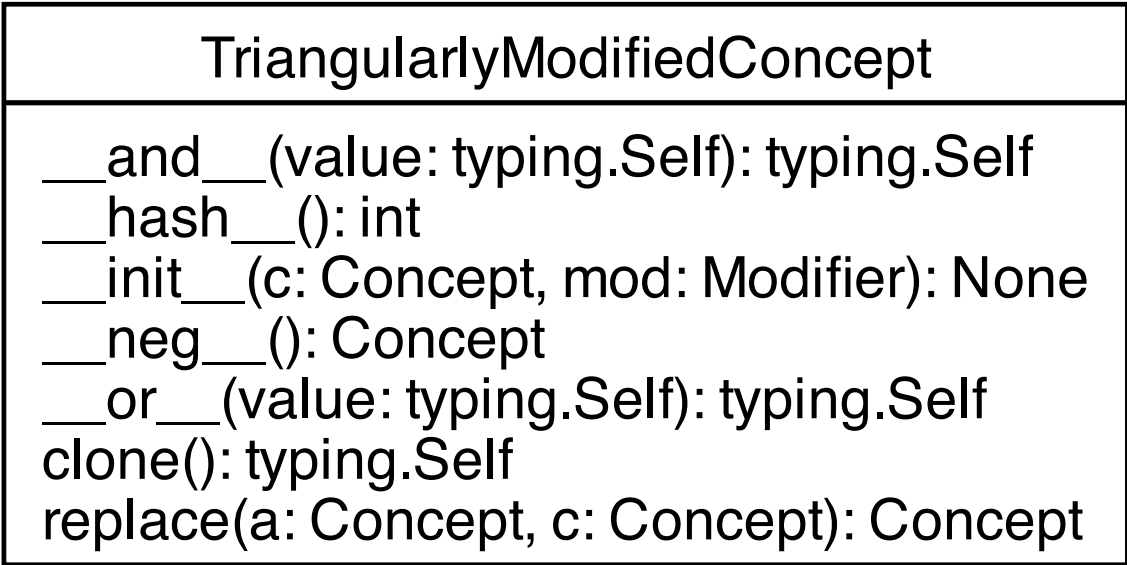 TriangularlyModifiedConcept
__and__(value: typing.Self): typing.Self
__hash__(): int
__init__(c: Concept, mod: Modifier): None
__neg__(): Concept
__or__(value: typing.Self): typing.Self
clone(): typing.Self
replace(a: Concept, c: Concept): Concept